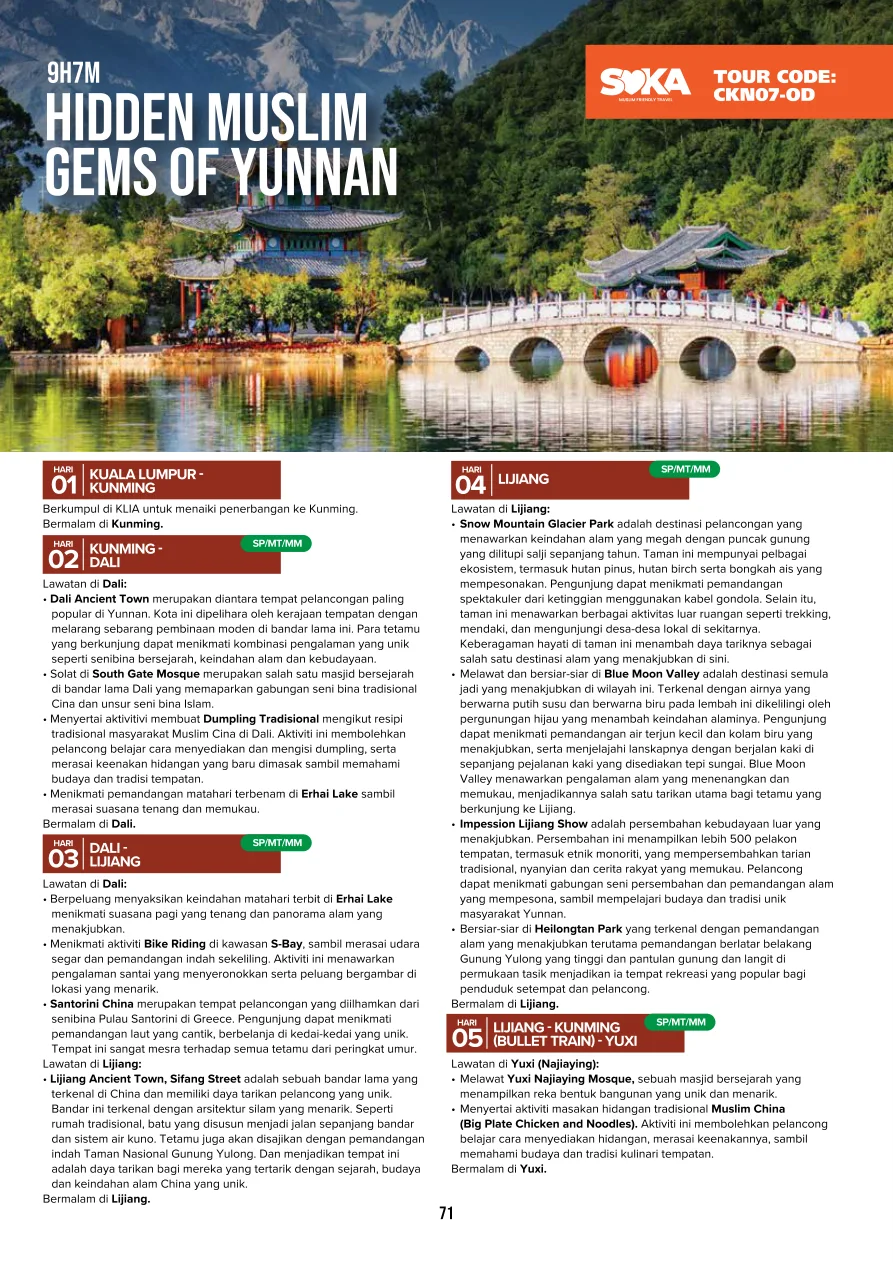 9H7M
HIDDEN MUSLIM
GEMS OF YUNNAN
SOKA
MUSLIM FRIENDLY TRAVEL
TOUR CODE:
CKN07-OD
HARI
01
KUALA LUMPUR -
KUNMING
Berkumpul di KLIA untuk menaiki penerbangan ke Kunming.
Bermalam di Kunming.
HARI
02
KUNMING -
DALI
SP/MT/MM
Lawatan di Dali:
• Dali Ancient Town merupakan diantara tempat pelancongan paling
popular di Yunnan. Kota ini dipelihara oleh kerajaan tempatan dengan
melarang sebarang pembinaan moden di bandar lama ini. Para tetamu
yang berkunjung dapat menikmati kombinasi pengalaman yang unik
seperti senibina bersejarah, keindahan alam dan kebudayaan.
• Solat di South Gate Mosque merupakan salah satu masjid bersejarah
di bandar lama Dali yang memaparkan gabungan seni bina tradisional
Cina dan unsur seni bina Islam.
• Menyertai aktivitivi membuat Dumpling Tradisional mengikut resipi
tradisional masyarakat Muslim Cina di Dali. Aktiviti ini membolehkan
pelancong belajar cara menyediakan dan mengisi dumpling, serta
merasai keenakan hidangan yang baru dimasak sambil memahami
budaya dan tradisi tempatan.
• Menikmati pemandangan matahari terbenam di Erhai Lake sambil
merasai suasana tenang dan memukau.
Bermalam di Dali.
HARI
03
DALI -
LIJIANG
SP/MT/MM
Lawatan di Dali:
• Berpeluang menyaksikan keindahan matahari terbit di Erhai Lake
menikmati suasana pagi yang tenang dan panorama alam yang
menakjubkan.
• Menikmati aktiviti Bike Riding di kawasan S-Bay, sambil merasai udara
segar dan pemandangan indah sekeliling. Aktiviti ini menawarkan
pengalaman santai yang menyeronokkan serta peluang bergambar di
lokasi yang menarik.
• Santorini China merupakan tempat pelancongan yang diilhamkan dari
senibina Pulau Santorini di Greece. Pengunjung dapat menikmati
pemandangan laut yang cantik, berbelanja di kedai-kedai yang unik.
Tempat ini sangat mesra terhadap semua tetamu dari peringkat umur.
Lawatan di Lijiang:
• Lijiang Ancient Town, Sifang Street adalah sebuah bandar lama yang
terkenal di China dan memiliki daya tarikan pelancong yang unik.
Bandar ini terkenal dengan arsitektur silam yang menarik. Seperti
rumah tradisional, batu yang disusun menjadi jalan sepanjang bandar
dan sistem air kuno. Tetamu juga akan disajikan dengan pemandangan
indah Taman Nasional Gunung Yulong. Dan menjadikan tempat ini
adalah daya tarikan bagi mereka yang tertarik dengan sejarah, budaya
dan keindahan alam China yang unik.
Bermalam di Lijiang.
HARI
04
LIJIANG
SP/MT/MM
Lawatan di Lijiang:
• Snow Mountain Glacier Park adalah destinasi pelancongan yang
menawarkan keindahan alam yang megah dengan puncak gunung
yang dilitupi salji sepanjang tahun. Taman ini mempunyai pelbagai
ekosistem, termasuk hutan pinus, hutan birch serta bongkah ais yang
mempesonakan. Pengunjung dapat menikmati pemandangan
spektakuler dari ketinggian menggunakan kabel gondola. Selain itu,
taman ini menawarkan berbagai aktivitas luar ruangan seperti trekking,
mendaki, dan mengunjungi desa-desa lokal di sekitarnya.
Keberagaman hayati di taman ini menambah daya tariknya sebagai
salah satu destinasi alam yang menakjubkan di sini.
• Melawat dan bersiar-siar di Blue Moon Valley adalah destinasi semula
jadi yang menakjubkan di wilayah ini. Terkenal dengan airnya yang
berwarna putih susu dan berwarna biru pada lembah ini dikelilingi oleh
pergunungan hijau yang menambah keindahan alaminya. Pengunjung
dapat menikmati pemandangan air terjun kecil dan kolam biru yang
menakjubkan, serta menjelajahi lanskapnya dengan berjalan kaki di
sepanjang pejalanan kaki yang disediakan tepi sungai. Blue Moon
Valley menawarkan pengalaman alam yang menenangkan dan
memukau, menjadikannya salah satu tarikan utama bagi tetamu yang
berkunjung ke Lijiang.
• Impession Lijiang Show adalah persembahan kebudayaan luar yang
menakjubkan. Persembahan ini menampilkan lebih 500 pelakon
tempatan, termasuk etnik monoriti, yang mempersembahkan tarian
tradisional, nyanyian dan cerita rakyat yang memukau. Pelancong
dapat menikmati gabungan seni persembahan dan pemandangan alam
yang mempesona, sambil mempelajari budaya dan tradisi unik
masyarakat Yunnan.
• Bersiar-siar di Heilongtan Park yang terkenal dengan pemandangan
alam yang menakjubkan terutama pemandangan berlatar belakang
Gunung Yulong yang tinggi dan pantulan gunung dan langit di
permukaan tasik menjadikan ia tempat rekreasi yang popular bagi
penduduk setempat dan pelancong.
Bermalam di Lijiang.
HARI
05
LIJIANG - KUNMING
(BULLET TRAIN) - YUXI
SP/MT/MM
Lawatan di Yuxi (Najiaying):
• Melawat Yuxi Najiaying Mosque, sebuah masjid bersejarah yang
menampilkan reka bentuk bangunan yang unik dan menarik.
• Menyertai aktiviti masakan hidangan tradisional Muslim China
(Big Plate Chicken and Noodles). Aktiviti ini membolehkan pelancong
belajar cara menyediakan hidangan, merasai keenakannya, sambil
memahami budaya dan tradisi kulinari tempatan.
Bermalam di Yuxi.
71